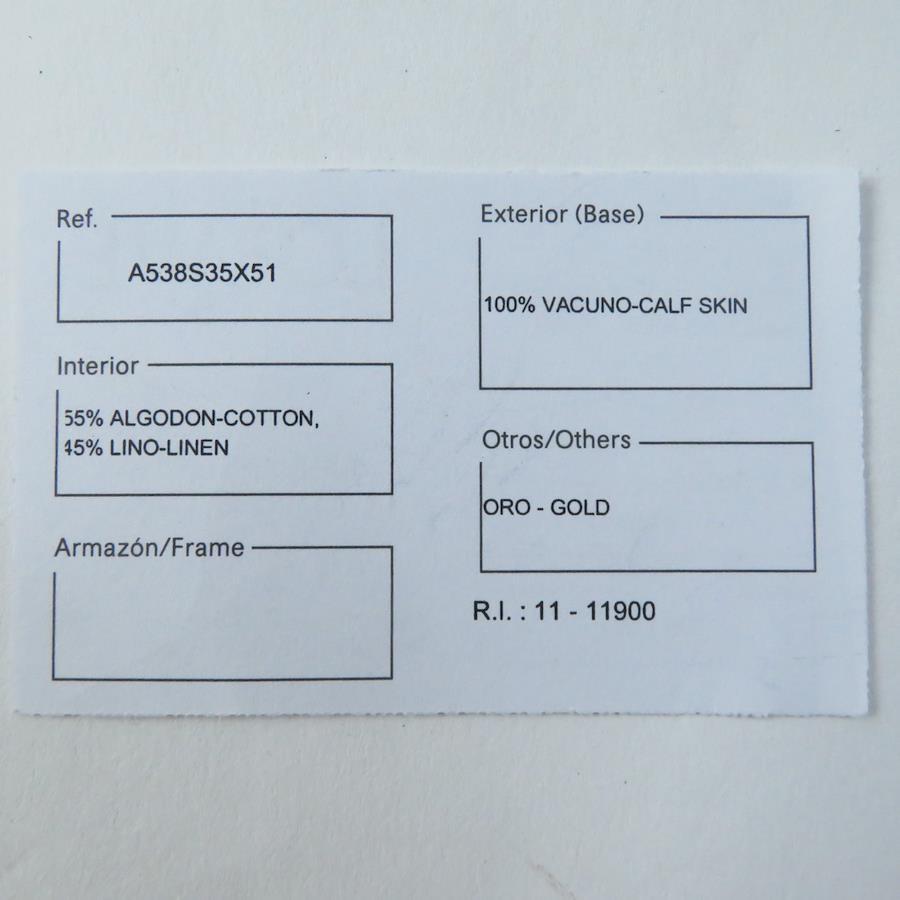 Ref.
A538S35X51
Interior
55% ALGODON-COTTON,
45% LINO-LINEN
Armazón/Frame
Exterior (Base)
100% VACUNO-CALF SKIN
Otros/Others
ORO - GOLD
R.I. : 11 - 11900